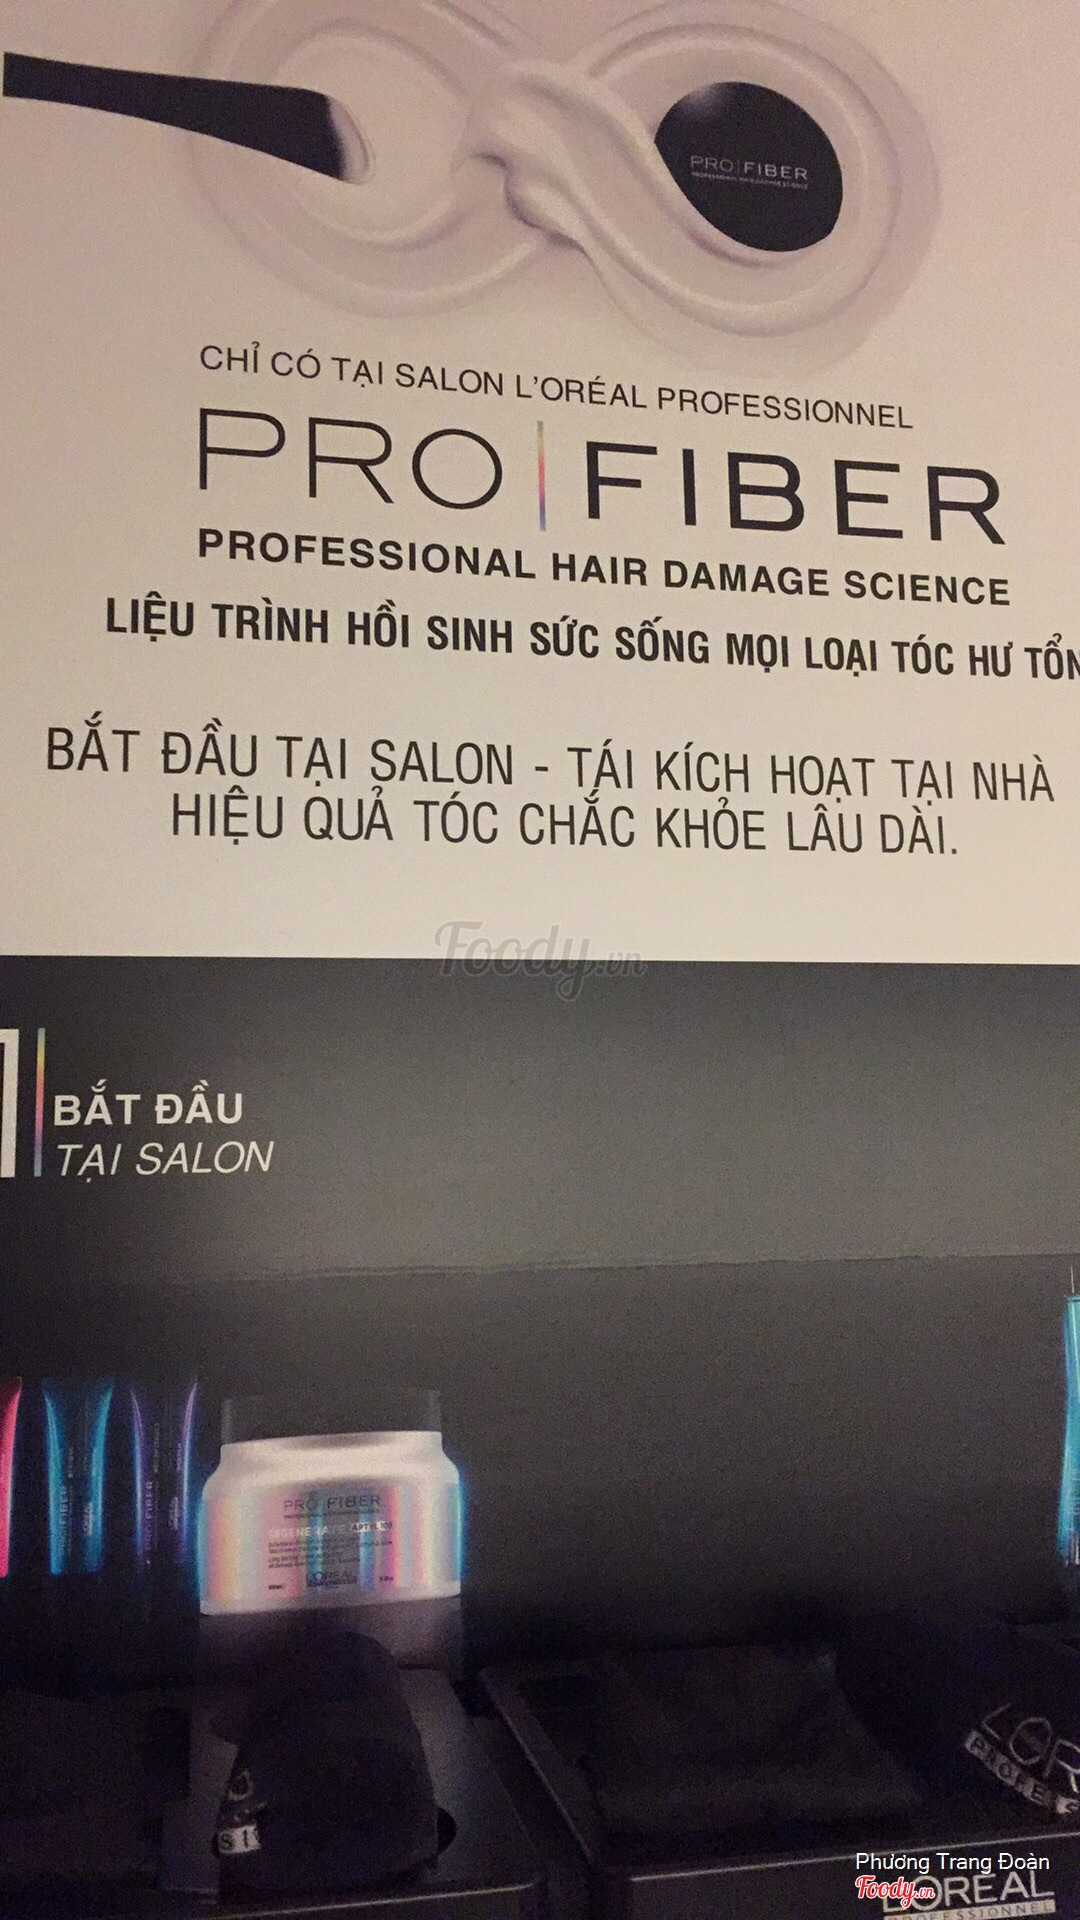 PRO|FIBER
CHỈ CÓ TẠI SALON L'ORÉAL PROFESSIONNEL
PRO|FIBER
PROFESSIONAL HAIR DAMAGE SCIENCE
LIỆU TRÌNH HỒI SINH SỨC SỐNG MỌI LOẠI TÓC HƯ TỔN
BẮT ĐẦU TẠI SALON - TÁI KÍCH HOẠT TẠI NHÀ
HIỆU QUẢ TÓC CHẮC KHỎE LÂU DÀI.
Foody.vn
1
BẮT ĐẦU
TẠI SALON
PRO FIBER
L'ORÉAL
Phương Trang Đoàn
Foody.vn
L'ORÉAL
PROFESSIONNEL